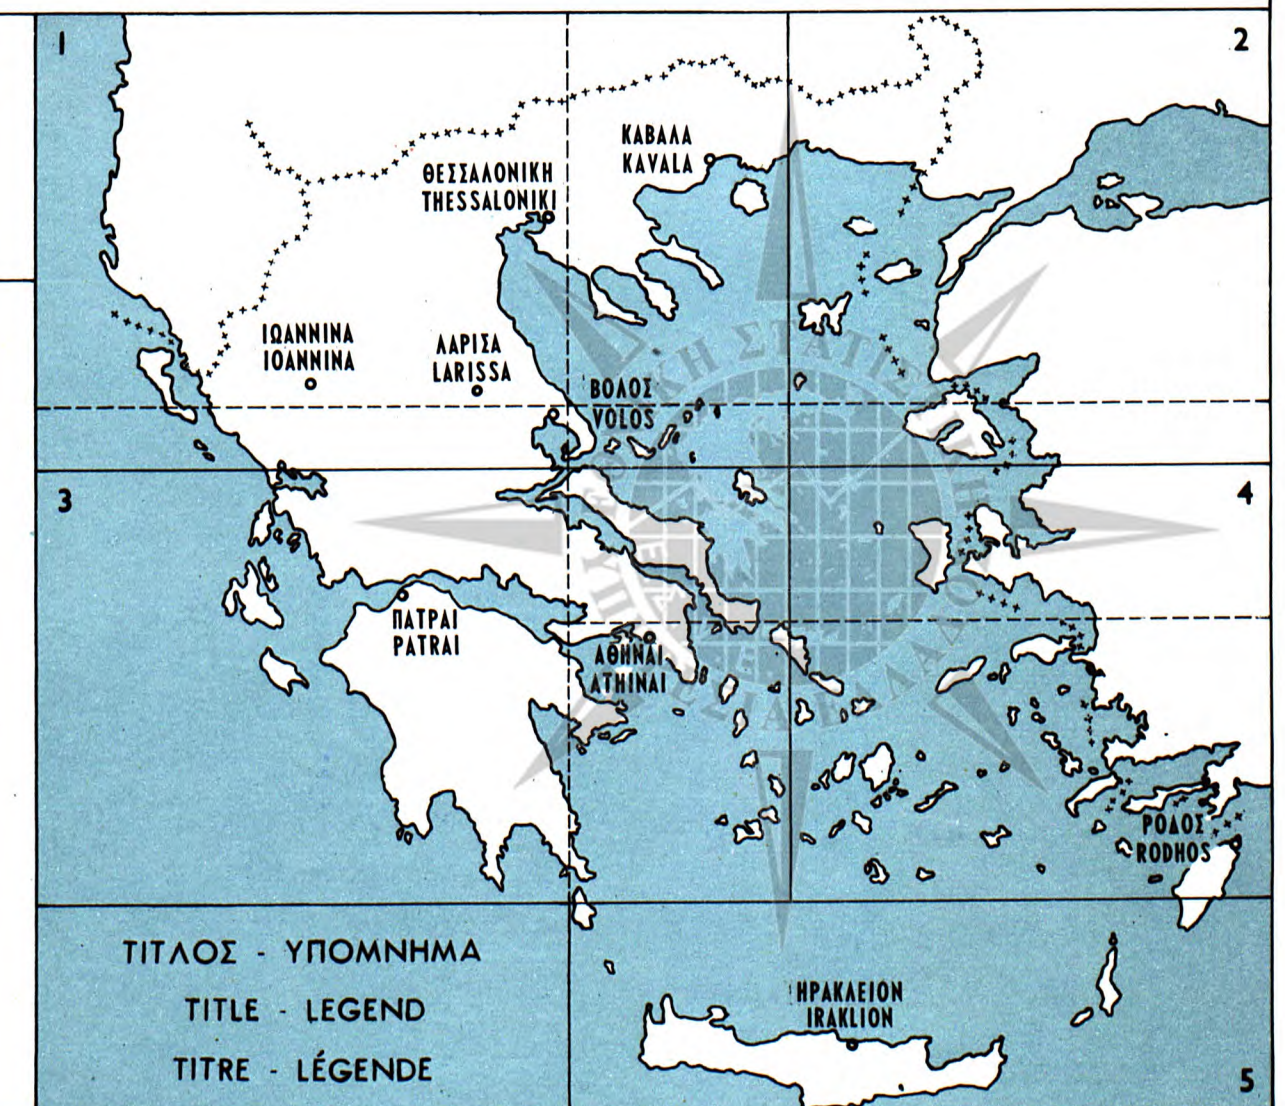 1
2
ΚΑΒΑΛΑ
KAVALA
ΘΕΣΣΑΛΟΝΙΚΗ
THESSALONIKI
ΙΩΑΝΝΙΝΑ
IOANNINA
ΛΑΡΙΣΑ
LARISSA
ΒΟΛΟΣ
VOLOS
3
4
ΠΑΤΡΑΙ
PATRAI
ΑΘΗΝΑΙ
ATHINAI
ΡΟΔΟΣ
RODHOS
ΤΙΤΛΟΣ - ΥΠΟΜΝΗΜΑ
TITLE - LEGEND
TITRE - LÉGENDE
ΗΡΑΚΛΕΙΟΝ
IRAKLION
5